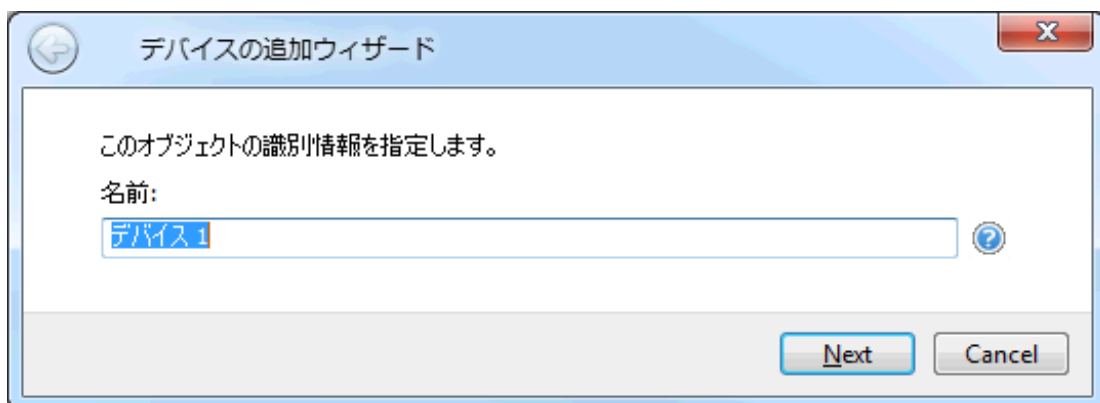 デバイスの追加ウィザード
X
このオブジェクトの識別情報を指定します。
名前:
デバイス 1
?
Next Cancel